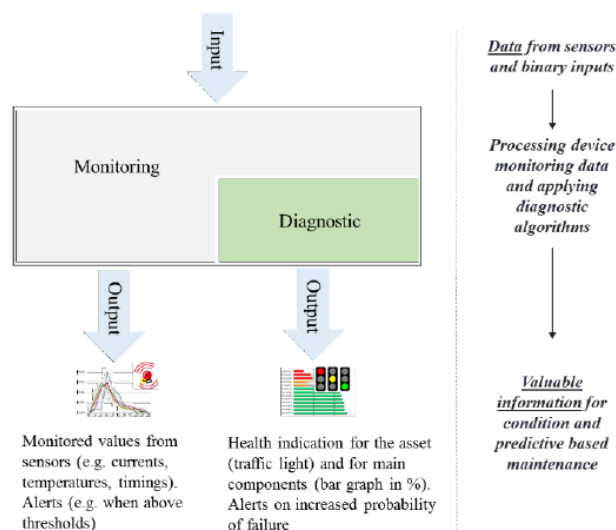 Input
Monitoring
Diagnostic
Output
Output
Monitored values from
sensors (e.g. currents,
temperatures, timings).
Alerts (e.g. when above
thresholds)
Health indication for the asset
(traffic light) and for main
components (bar graph in %).
Alerts on increased probability
of failure
Data from sensors
and binary inputs
Processing device
monitoring data
and applying
diagnostic
algorithms
Valuable
information for
condition and
predictive based
maintenance